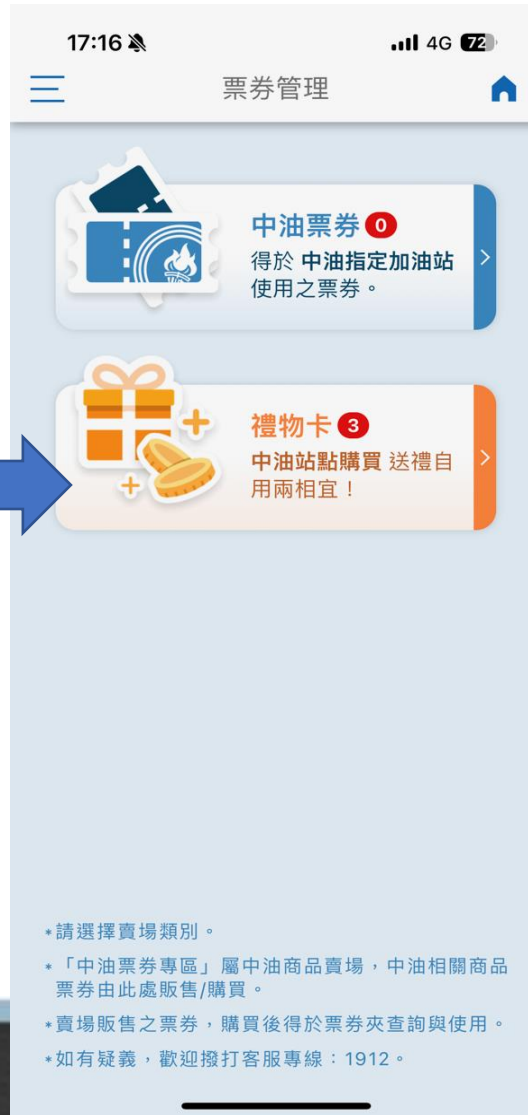 17:16
4G 72
票券管理
中油票券 0
得於 中油指定加油站
使用之票券。
禮物卡 3
中油站點購買 送禮自
用兩相宜！
*請選擇賣場類別。
*「中油票券專區」屬中油商品賣場，中油相關商品
票券由此處販售/購買。
*賣場販售之票券，購買後得於票券夾查詢與使用。
*如有疑義，歡迎撥打客服專線：1912。